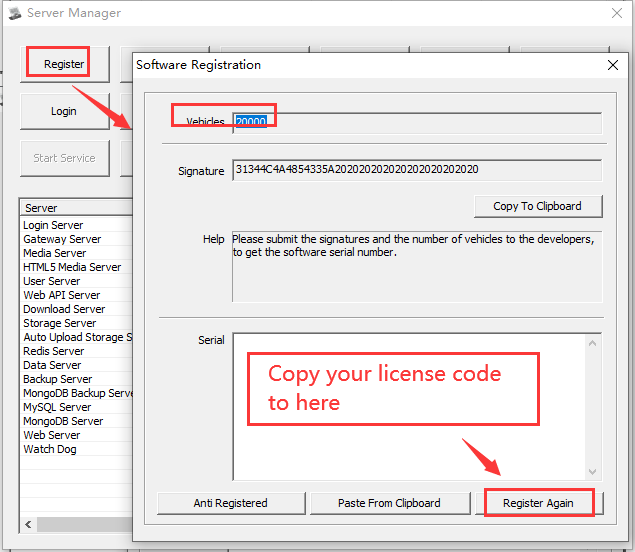 Server Manager
Register
Software Registration
Login
Start Service
Vehicles
20000
Signature
31344C4A4854335A202020202020202020202020
Copy To Clipboard
Help
Please submit the signatures and the number of vehicles to the developers,
to get the software serial number.
Server
Login Server
Gateway Server
Media Server
HTML5 Media Server
User Server
Web API Server
Download Server
Storage Server
Auto Upload Storage S
Redis Server
Data Server
Backup Server
MongoDB Backup Serve
MySQL Server
MongoDB Server
Web Server
Watch Dog
Serial
Copy your license code
to here
Anti Registered
Paste From Clipboard
Register Again